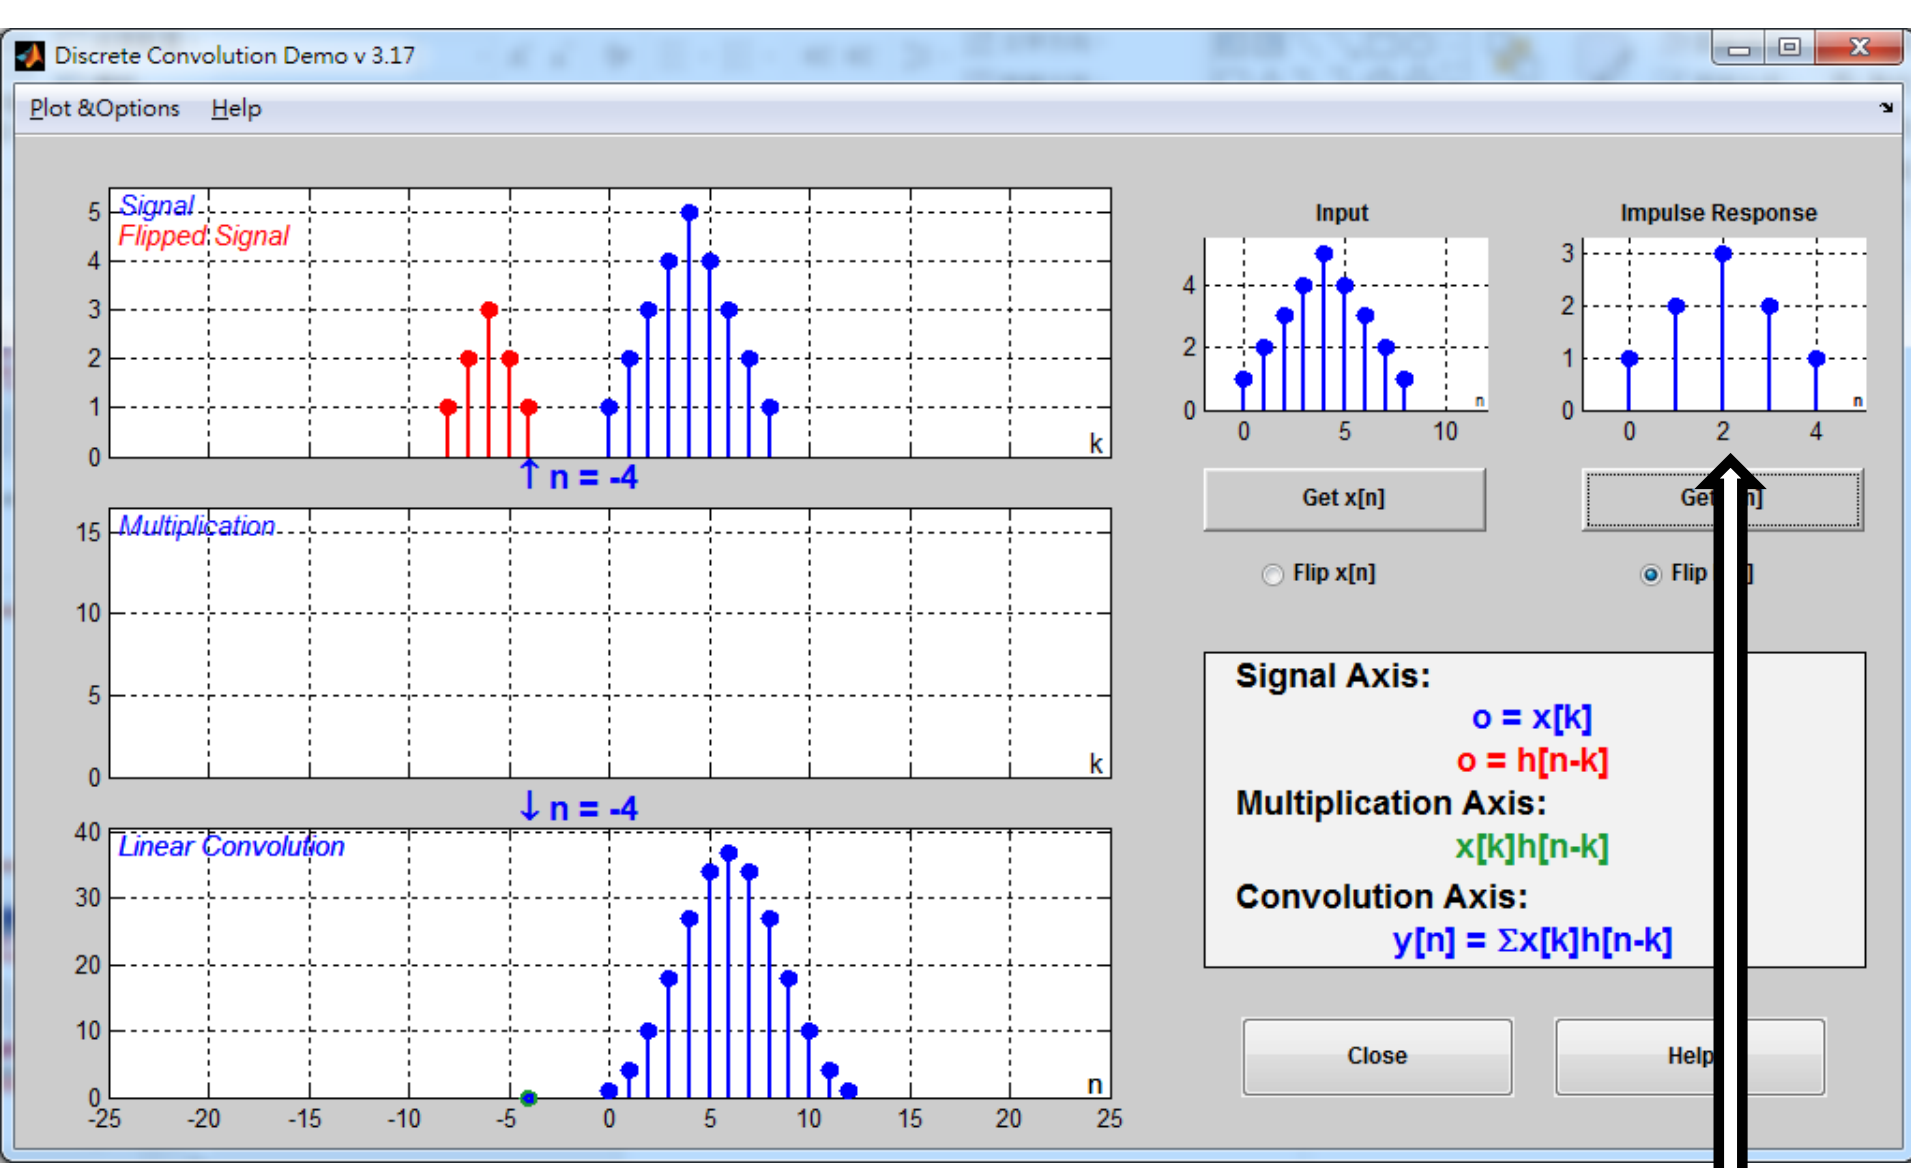 Discrete Convolution Demo v 3.17
Plot &Options Help
Signal
Flipped Signal
5
4
3
2
1
0
k
↑ n = -4
Multiplication
15
10
5
0
k
↓ n = -4
Linear Convolution
40
30
20
10
0
n
-25 -20 -15 -10 -5 0 5 10 15 20 25
Input
4
2
0
n
0 5 10
Impulse Response
3
2
1
0
n
0 2 4
Get x[n]
Get n]
Flip x[n]
Flip ]
Signal Axis:
o = x[k]
o = h[n-k]
Multiplication Axis:
x[k]h[n-k]
Convolution Axis:
y[n] = Σx[k]h[n-k]
Close
Help